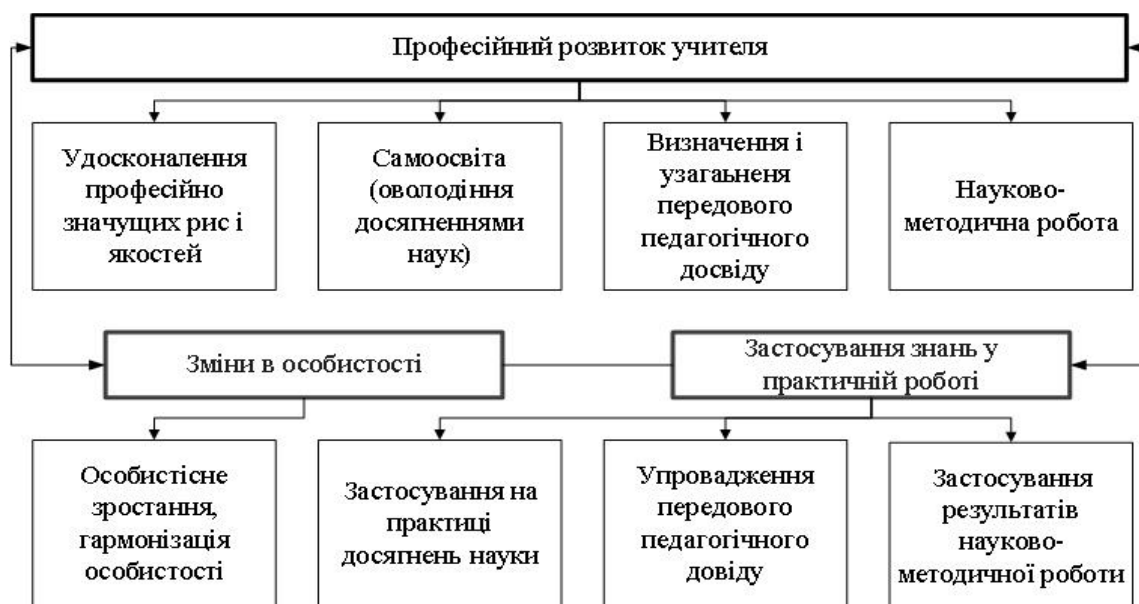 Професійний розвиток учителя
Удосконалення
професійно
значущих рис і
якостей
Самоосвіта
(оволодіння
досягненнями
наук)
Визначення і
узагаьненя
передового
педагогічного
досвіду
Науково-
методична робота
Зміни в особистості
Застосування знань у
практичній роботі
Особистісне
зростання,
гармонізація
особистості
Застосування на
практиці
досягнень науки
Упровадження
передового
педагогічного
довіду
Застосування
результатів
науково-
методичної роботи